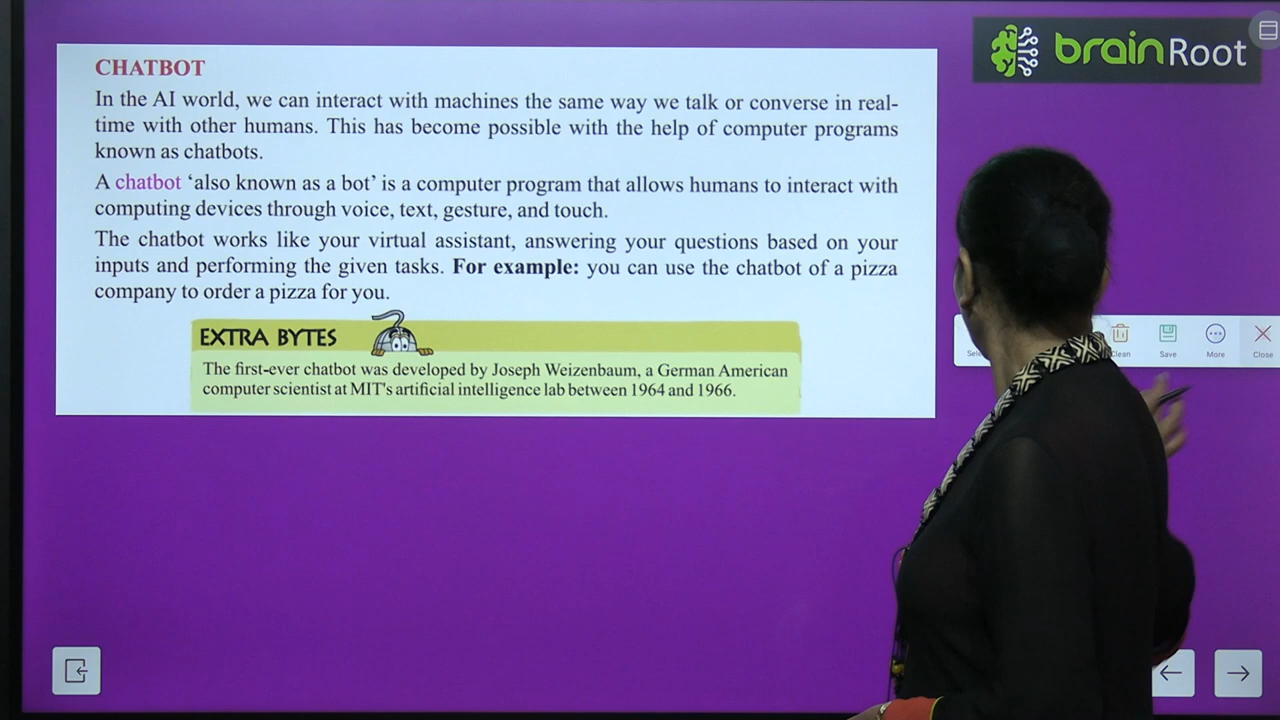 brainRoot
CHATBOT
In the AI world, we can interact with machines the same way we talk or converse in real-
time with other humans. This has become possible with the help of computer programs
known as chatbots.
A chatbot ‘also known as a bot’ is a computer program that allows humans to interact with
computing devices through voice, text, gesture, and touch.
The chatbot works like your virtual assistant, answering your questions based on your
inputs and performing the given tasks. For example: you can use the chatbot of a pizza
company to order a pizza for you.
EXTRA BYTES
The first-ever chatbot was developed by Joseph Weizenbaum, a German American
computer scientist at MIT's artificial intelligence lab between 1964 and 1966.
Clean Save More Close